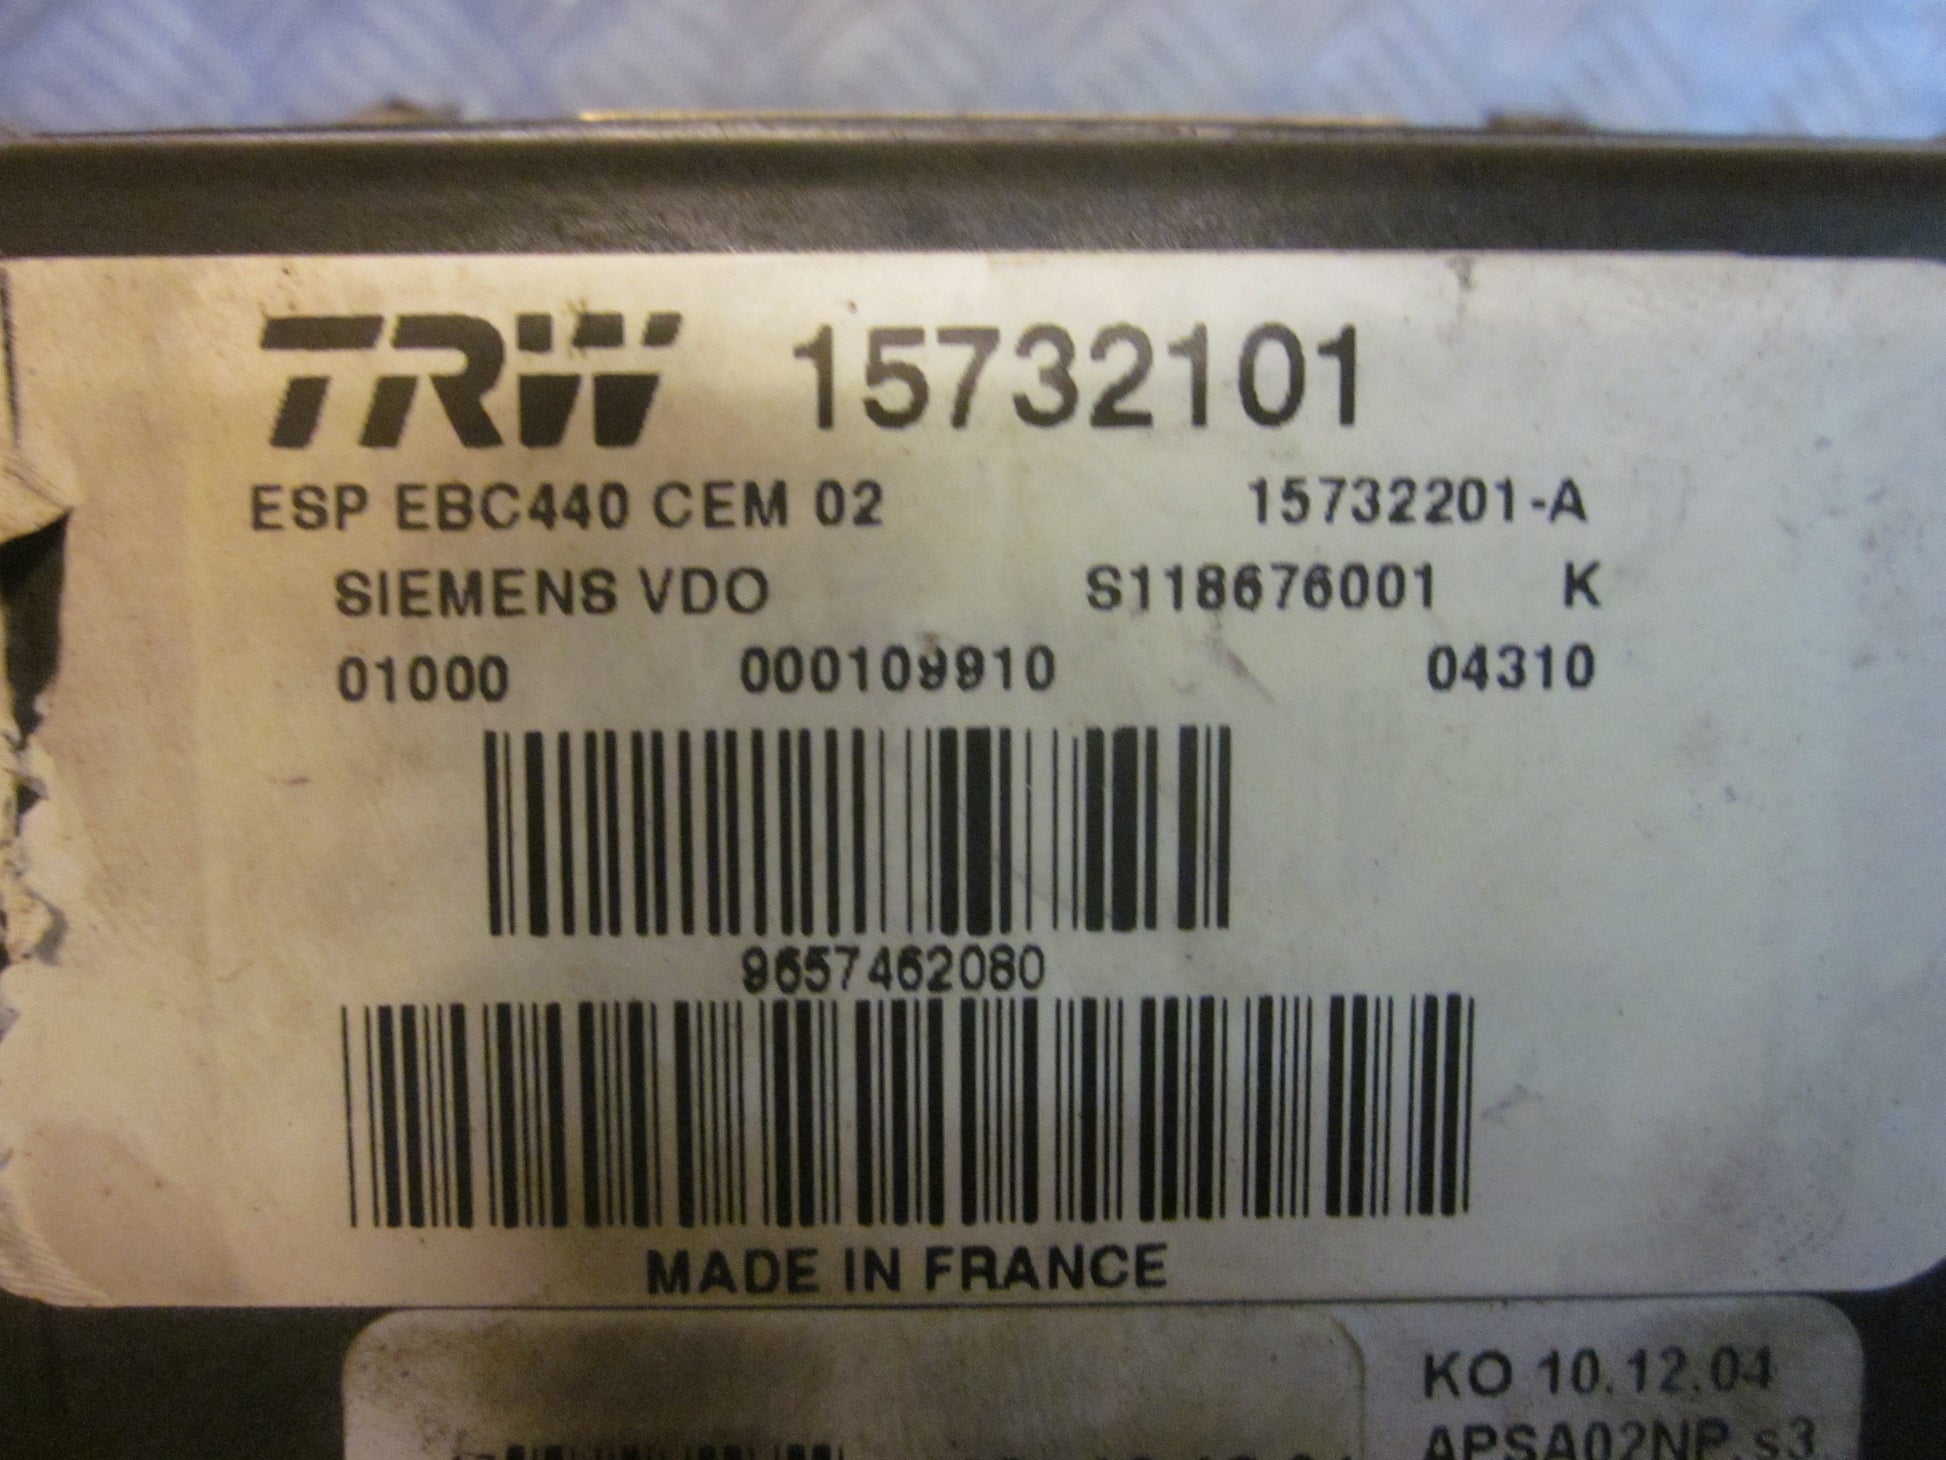 TRW 15732101
ESP EBC440 CEM 02 15732201-A
SIEMENS VDO S118676001 K
01000 000109910 04310
9657462080
MADE IN FRANCE
KO 10.12.04
APSA02NP.s3